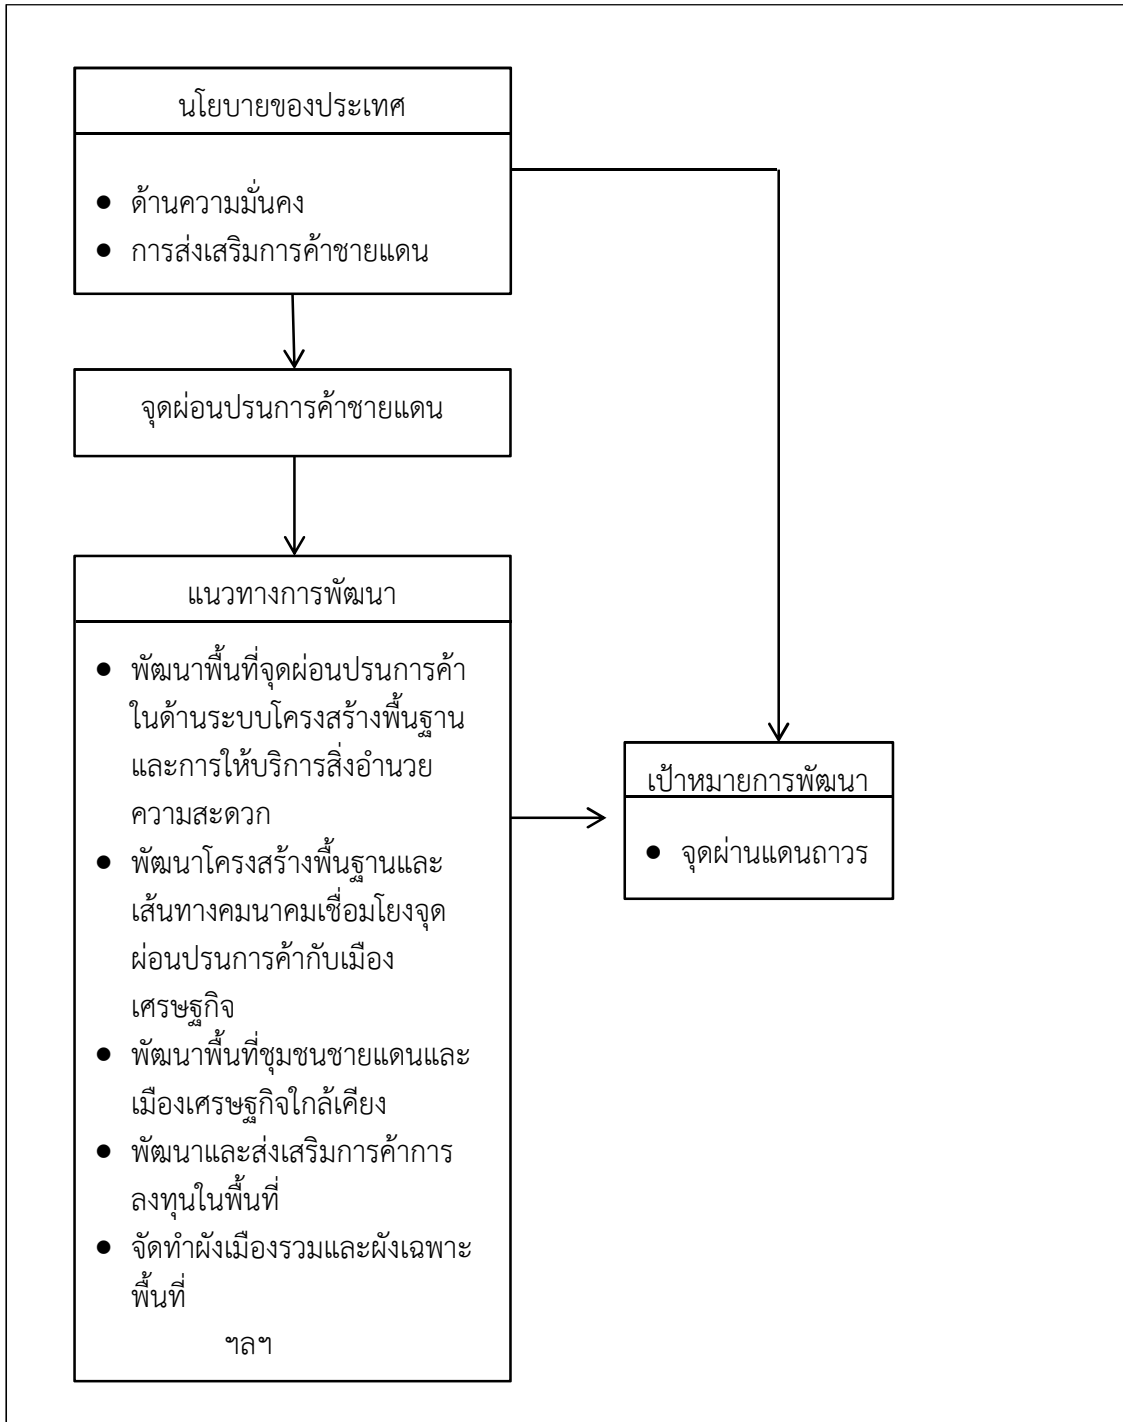 นโยบายของประเทศ
● ด้านความมั่นคง
● การส่งเสริมการค้าชายแดน
จุดผ่อนปรนการค้าชายแดน
แนวทางการพัฒนา
● พัฒนาพื้นที่จุดผ่อนปรนการค้า
ในด้านระบบโครงสร้างพื้นฐาน
และการให้บริการสิ่งอำนวย
ความสะดวก
● พัฒนาโครงสร้างพื้นฐานและ
เส้นทางคมนาคมเชื่อมโยงจุด
ผ่อนปรนการค้ากับเมือง
เศรษฐกิจ
● พัฒนาพื้นที่ชุมชนชายแดนและ
เมืองเศรษฐกิจใกล้เคียง
● พัฒนาและส่งเสริมการค้าการ
ลงทุนในพื้นที่
● จัดทำผังเมืองรวมและผังเฉพาะ
พื้นที่
ฯลฯ
เป้าหมายการพัฒนา
● จุดผ่านแดนถาวร